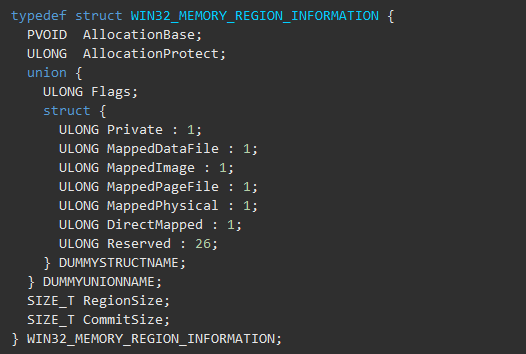 typedef struct WIN32_MEMORY_REGION_INFORMATION {
  PVOID  AllocationBase;
  ULONG  AllocationProtect;
  union {
    ULONG Flags;
    struct {
      ULONG Private : 1;
      ULONG MappedDataFile : 1;
      ULONG MappedImage : 1;
      ULONG MappedPageFile : 1;
      ULONG MappedPhysical : 1;
      ULONG DirectMapped : 1;
      ULONG Reserved : 26;
    } DUMMYSTRUCTNAME;
  } DUMMYUNIONNAME;
  SIZE_T RegionSize;
  SIZE_T CommitSize;
} WIN32_MEMORY_REGION_INFORMATION;